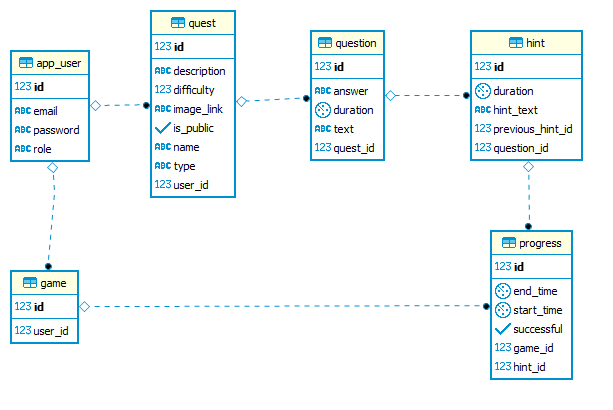 app_user
123 id
ABC email
ABC password
ABC role
quest
123 id
ABC description
123 difficulty
ABC image_link
is_public
ABC name
ABC type
123 user_id
question
123 id
ABC answer
duration
ABC text
123 quest_id
hint
123 id
duration
ABC hint_text
123 previous_hint_id
123 question_id
game
123 id
123 user_id
progress
123 id
end_time
start_time
successful
123 game_id
123 hint_id